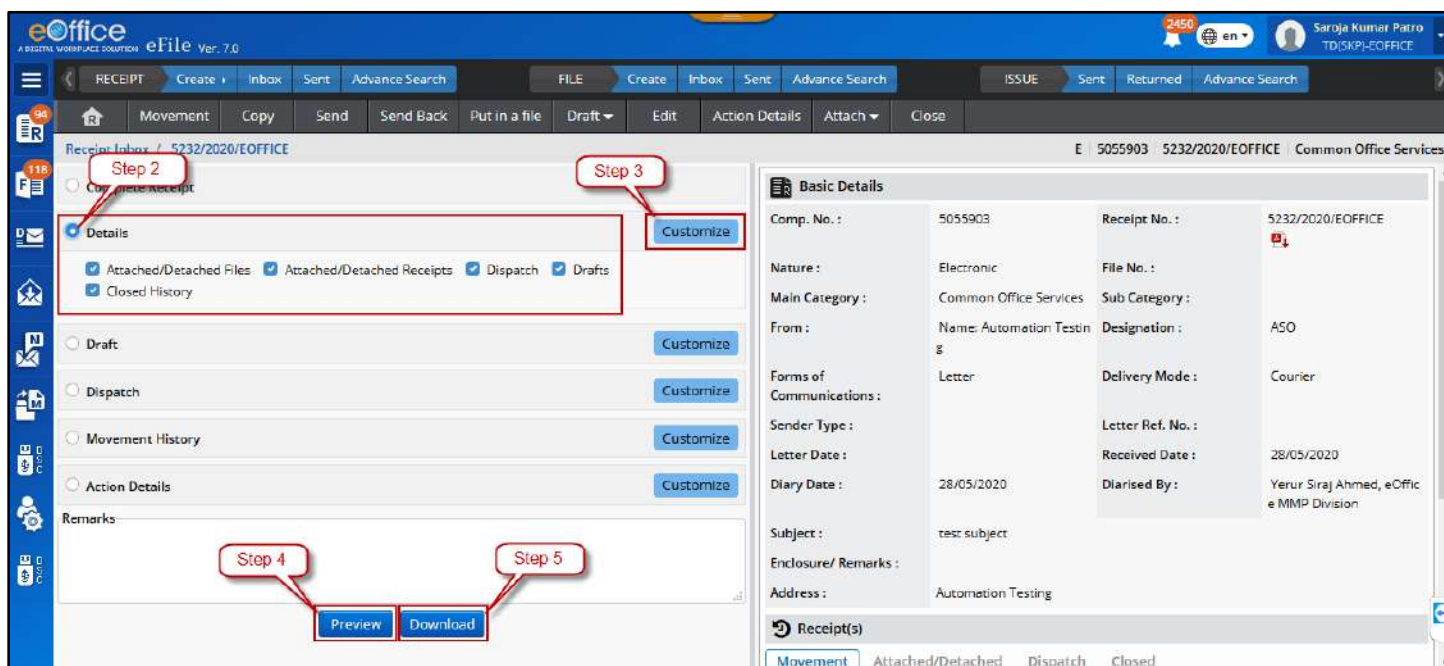 eOffice
A DIGITAL WORKPLACE SOLUTION eFile Ver. 7.0
2450
en
Saroja Kumar Patro
TD(SKP)-EOFFICE
RECEIPT Create Inbox Sent Advance Search FILE Create Inbox Sent Advance Search ISSUE Sent Returned Advance Search
94
R
118
F
D
N
M
DSC
DSC
R Movement Copy Send Send Back Put in a file Draft Edit Action Details Attach Close
Receipt Inbox / 5232/2020/EOFFICE
E 5055903 5232/2020/EOFFICE Common Office Services
Step 2
Step 3
Complete Receipt
Details Customize
Attached/Detached Files Attached/Detached Receipts Dispatch Drafts
Closed History
Draft Customize
Dispatch Customize
Movement History Customize
Action Details Customize
Remarks
Step 4
Step 5
Preview Download
Basic Details
Comp. No. : 5055903 Receipt No. : 5232/2020/EOFFICE
Nature : Electronic File No. :
Main Category : Common Office Services Sub Category :
From : Name: Automation Testin Designation : ASO
g
Forms of Letter Delivery Mode : Courier
Communications :
Sender Type : Letter Ref. No. :
Letter Date : Received Date : 28/05/2020
Diary Date : 28/05/2020 Diarised By : Yerur Siraj Ahmed, eOffic
e MMP Division
Subject : test subject
Enclosure/ Remarks :
Address : Automation Testing
Receipt(s)
Movement Attached/Detached Dispatch Closed